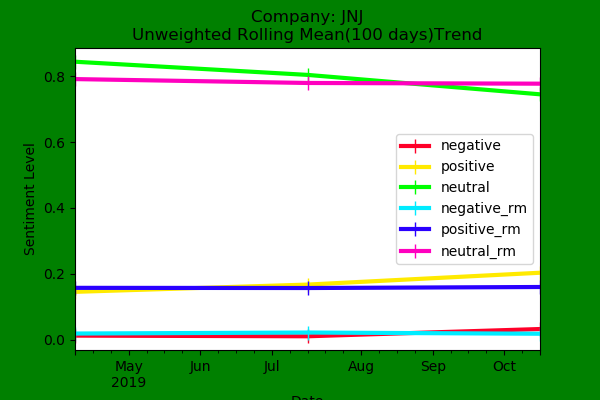 Company: JNJ
Unweighted Rolling Mean(100 days)Trend
Sentiment Level
0.8
0.6
0.4
0.2
0.0
negative
positive
neutral
negative_rm
positive_rm
neutral_rm
May
2019
Jun
Jul
Aug
Sep
Oct
Date